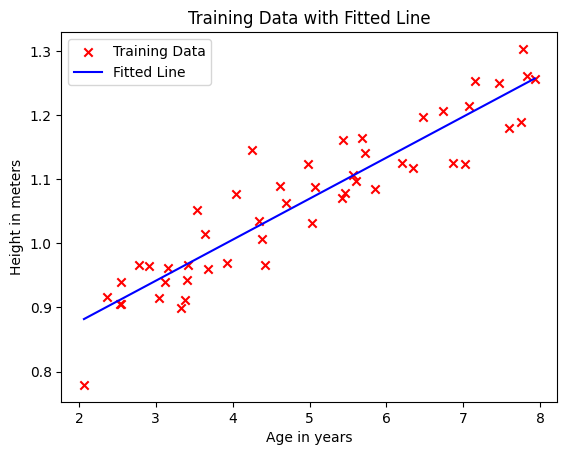 Training Data with Fitted Line
Training Data
Fitted Line
Height in meters
1.3
1.2
1.1
1.0
0.9
0.8
2 3 4 5 6 7 8
Age in years